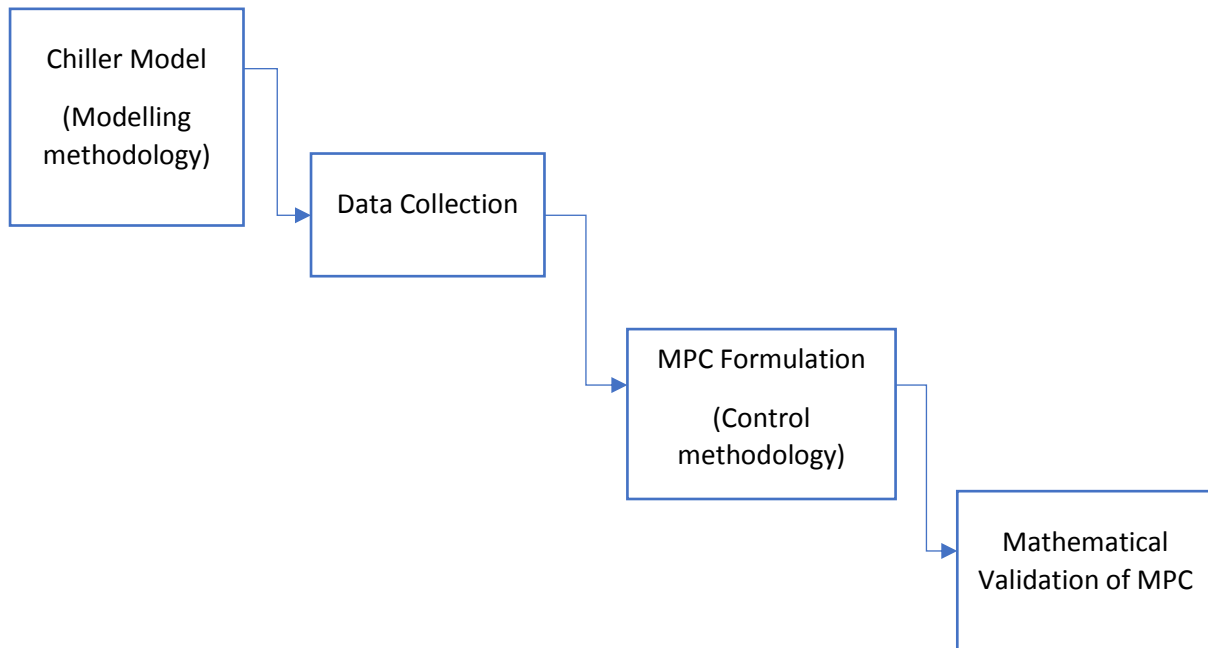 Chiller Model
(Modelling
methodology)
Data Collection
MPC Formulation
(Control
methodology)
Mathematical
Validation of MPC